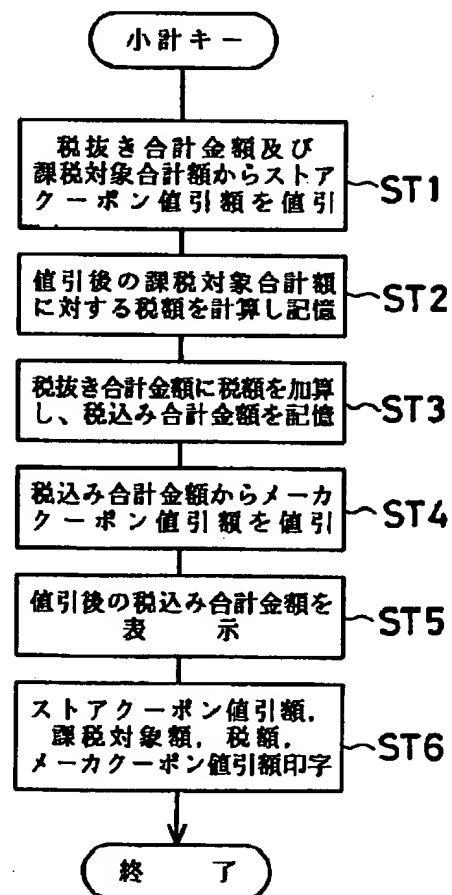 小計キー
税抜き合計金額及び
課税対象合計額からストア
クーポン値引額を値引
ST1
値引後の課税対象合計額
に対する税額を計算し記憶
ST2
税抜き合計金額に税額を加算
し、税込み合計金額を記憶
ST3
税込み合計金額からメーカ
クーポン値引額を値引
ST4
値引後の税込み合計金額を
表 示
ST5
ストアクーポン値引額,
課税対象額, 税額,
メーカクーポン値引額印字
ST6
終 了